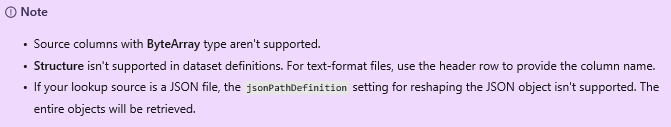 Note
• Source columns with ByteArray type aren't supported.
• Structure isn't supported in dataset definitions. For text-format files, use the header row to provide the column name.
• If your lookup source is a JSON file, the jsonPathDefinition setting for reshaping the JSON object isn't supported. The
entire objects will be retrieved.